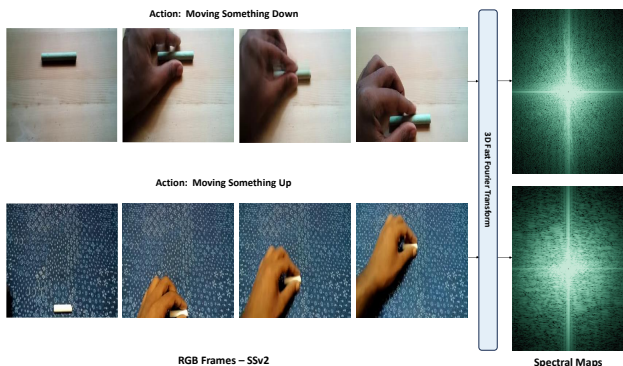 Action: Moving Something Down
3D Fast Fourier Transform
Action: Moving Something Up
RGB Frames – SSv2
Spectral Maps